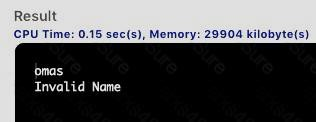 Result
CPU Time: 0.15 sec(s), Memory: 29904 kilobyte(s)
omas
Invalid Name